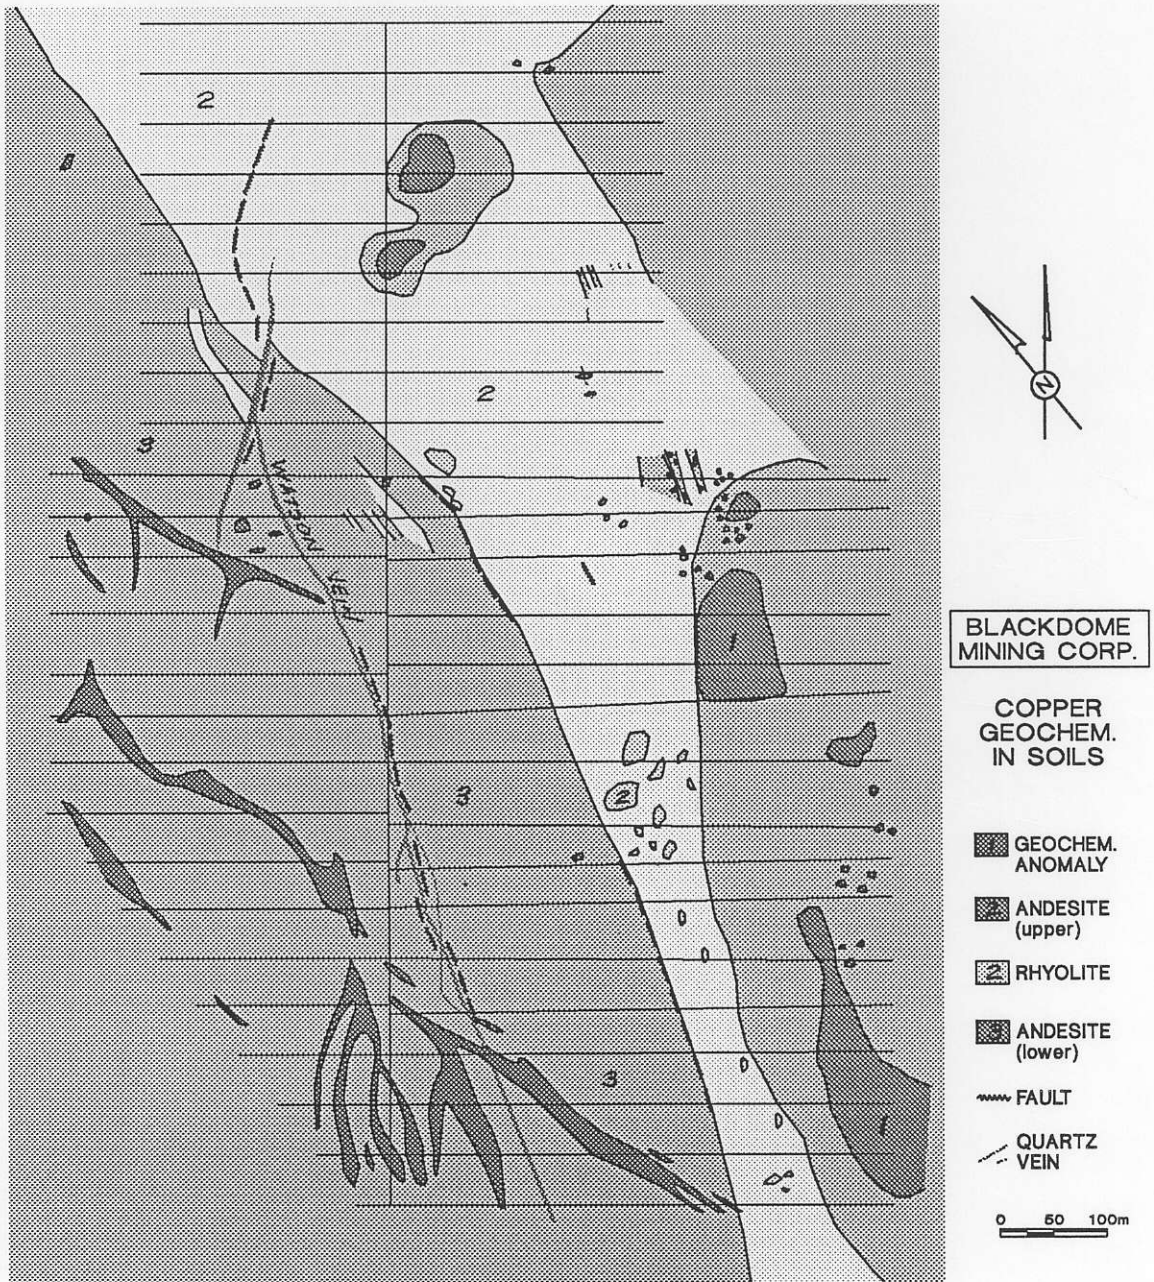 2
2
3
WATSON
VEIN
1
3
2
3
1
N
BLACKDOME
MINING CORP.
COPPER
GEOCHEM.
IN SOILS
1 GEOCHEM.
ANOMALY
2 ANDESITE
(upper)
2 RHYOLITE
3 ANDESITE
(lower)
FAULT
QUARTZ
VEIN
0 50 100m